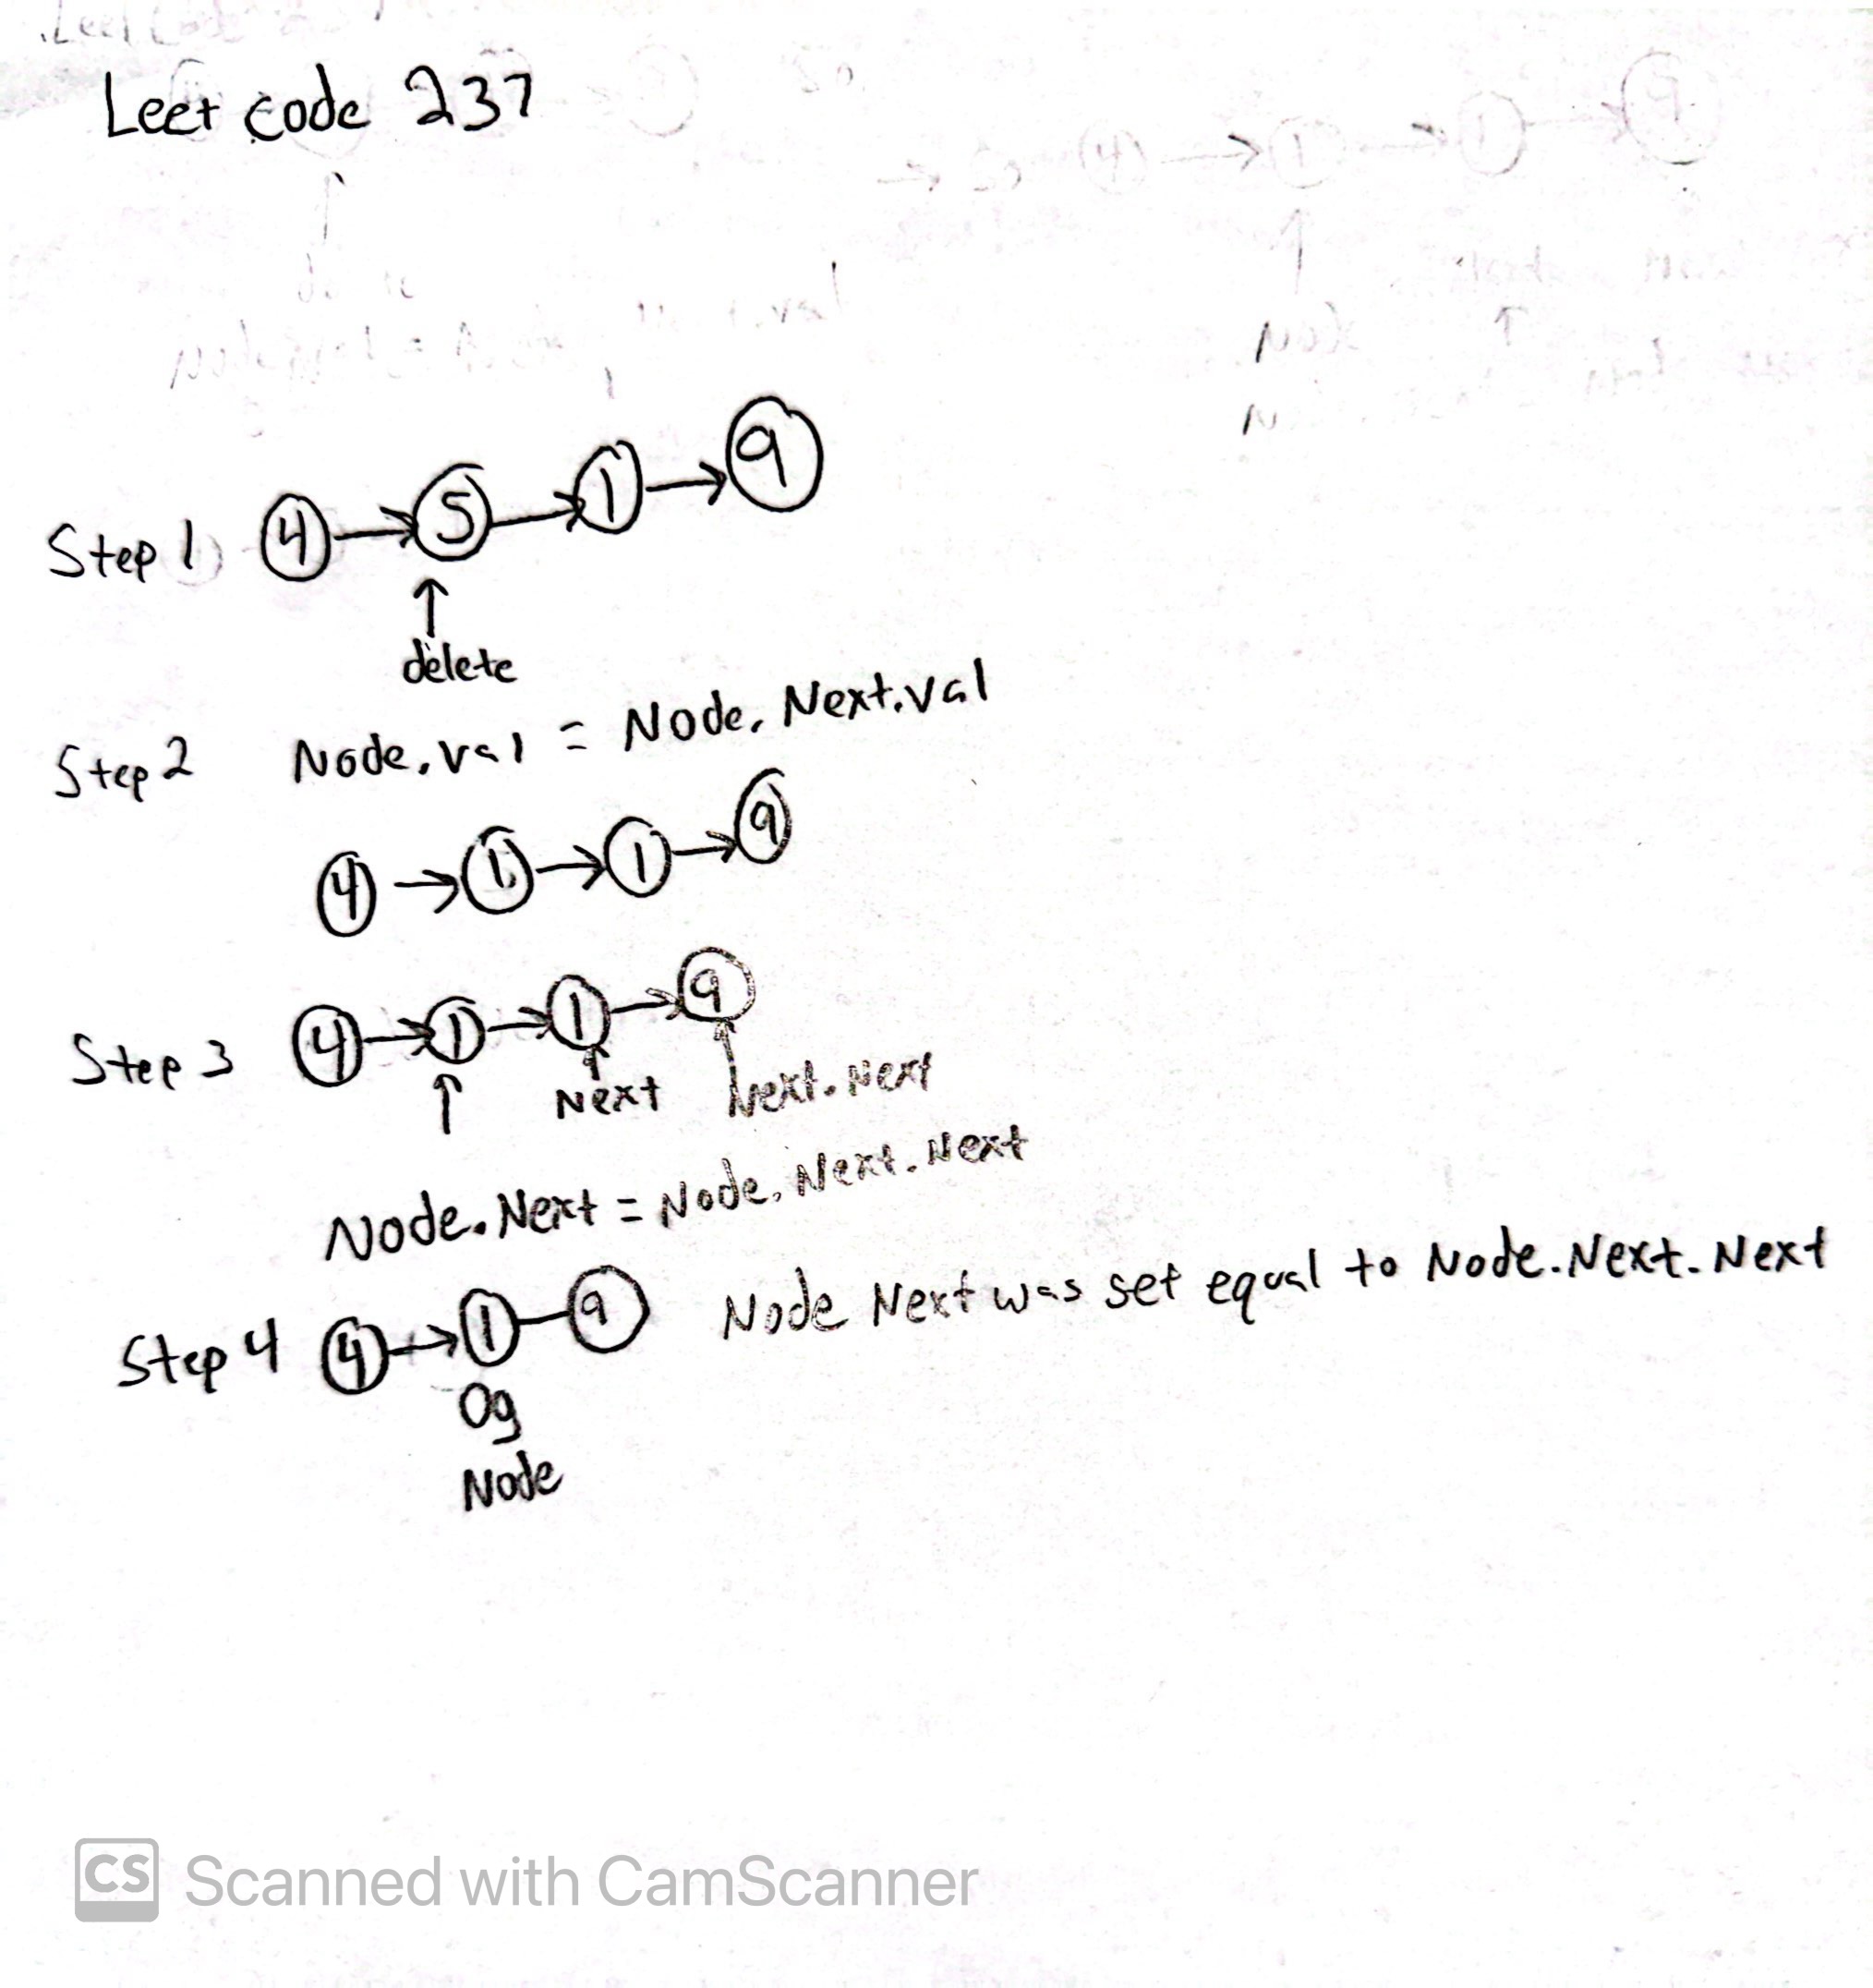 Leet code 237
4 → 5 → 1 → 9
Step 1
↑
delete
Step 2 Node.val = Node.Next.val
4 → 1 → 1 → 9
Step 3 4 → 1 → 1 → 9
↑ Next Next.Next
Node.Next = Node.Next.Next
Step 4 4 → 1 - 9 Node Next was set equal to Node.Next.Next
Og
Node
CS Scanned with CamScanner